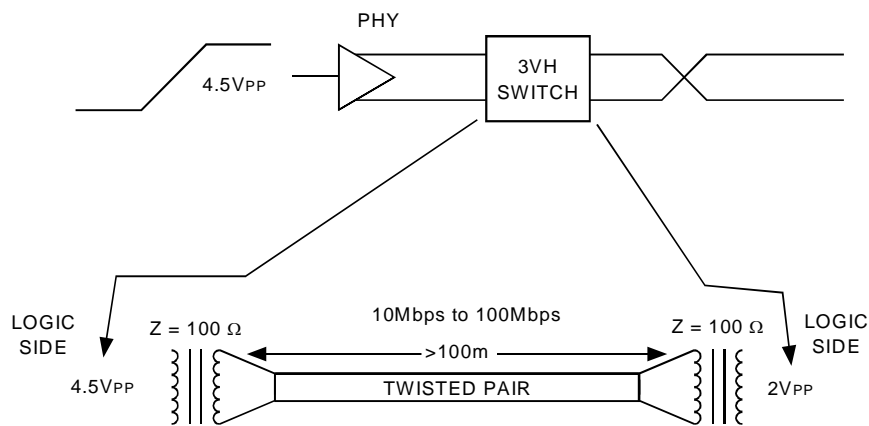 PHY
4.5VPP
3VH
SWITCH
10Mbps to 100Mbps
LOGIC
SIDE
Z = 100 Ω
Z = 100 Ω
LOGIC
SIDE
>100m
4.5VPP
TWISTED PAIR
2VPP